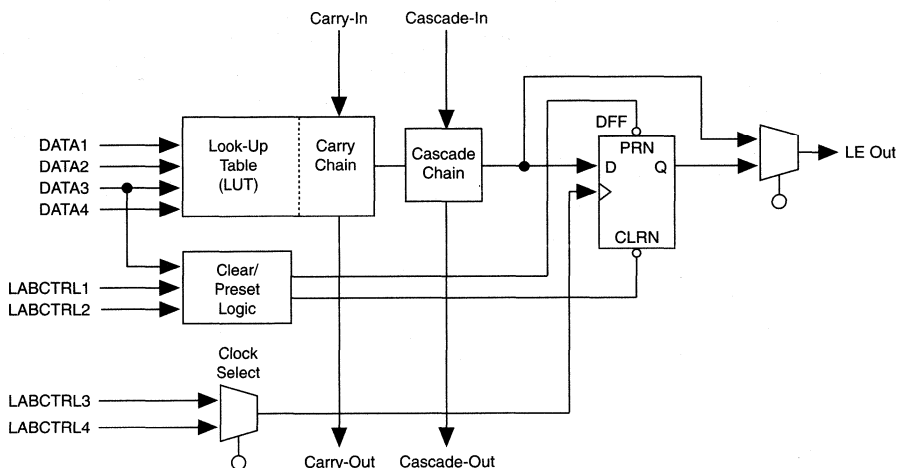 Carry-In
Cascade-In
DATA1
DATA2
DATA3
DATA4
Look-Up
Table
(LUT)
Carry
Chain
Cascade
Chain
DFF
PRN
D
Q
CLRN
LE Out
LABCTRL1
LABCTRL2
Clear/
Preset
Logic
Clock
Select
LABCTRL3
LABCTRL4
Carry-Out
Cascade-Out